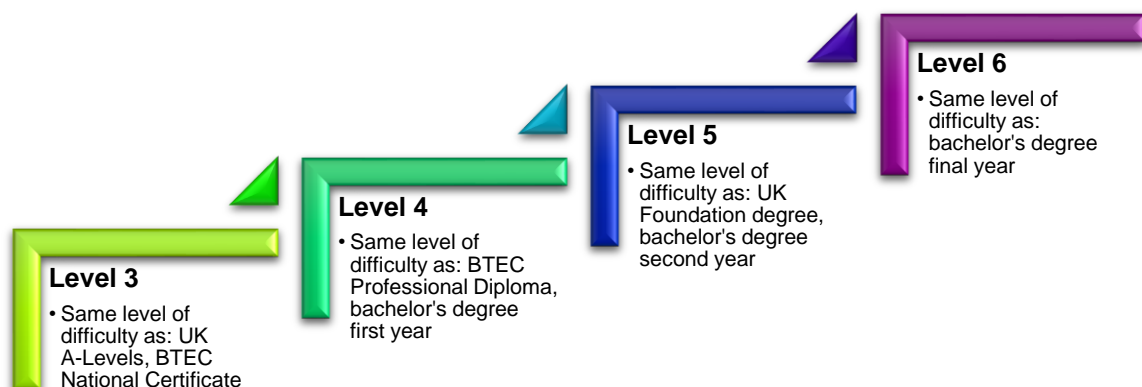 Level 6
• Same level of
difficulty as:
bachelor's degree
final year
Level 5
• Same level of
difficulty as: UK
Foundation degree,
bachelor's degree
second year
Level 4
• Same level of
difficulty as: BTEC
Professional Diploma,
bachelor's degree
first year
Level 3
• Same level of
difficulty as: UK
A-Levels, BTEC
National Certificate